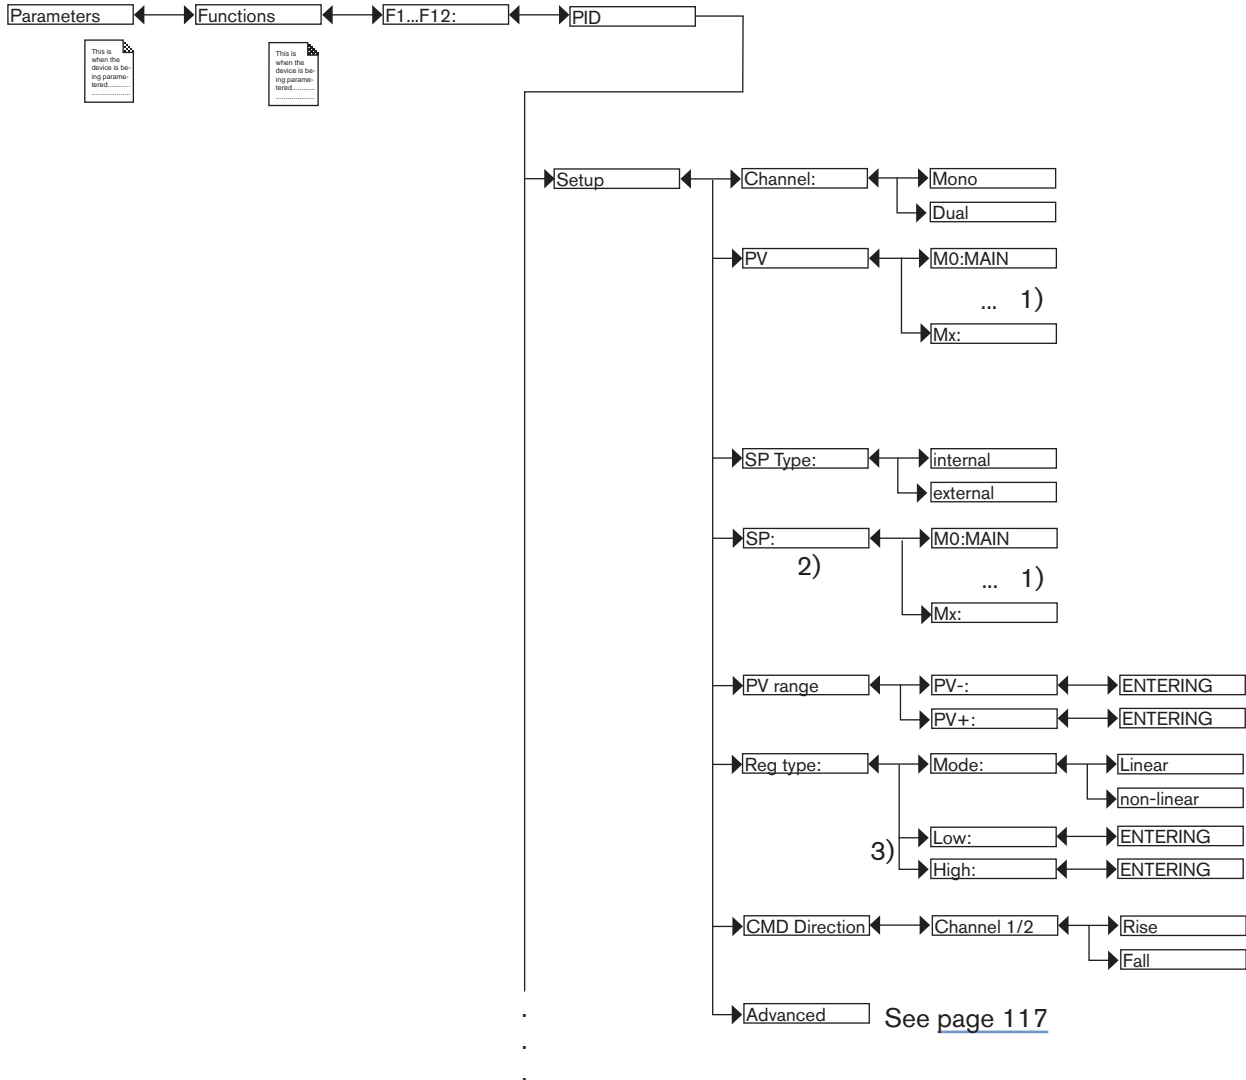 Parameters Functions F1...F12: PID
This is
when the
device is be-
ing parame-
tered...........
.....................
This is
when the
device is be-
ing parame-
tered...........
.....................
Setup Channel: Mono
Dual
PV M0:MAIN
... 1)
Mx:
SP Type: internal
external
SP: M0:MAIN
2)
... 1)
Mx:
PV range PV-: ENTERING
PV+: ENTERING
Reg type: Mode: Linear
non-linear
Low: ENTERING
3)
High: ENTERING
CMD Direction Channel 1/2 Rise
Fall
Advanced See page 117
.
.
.